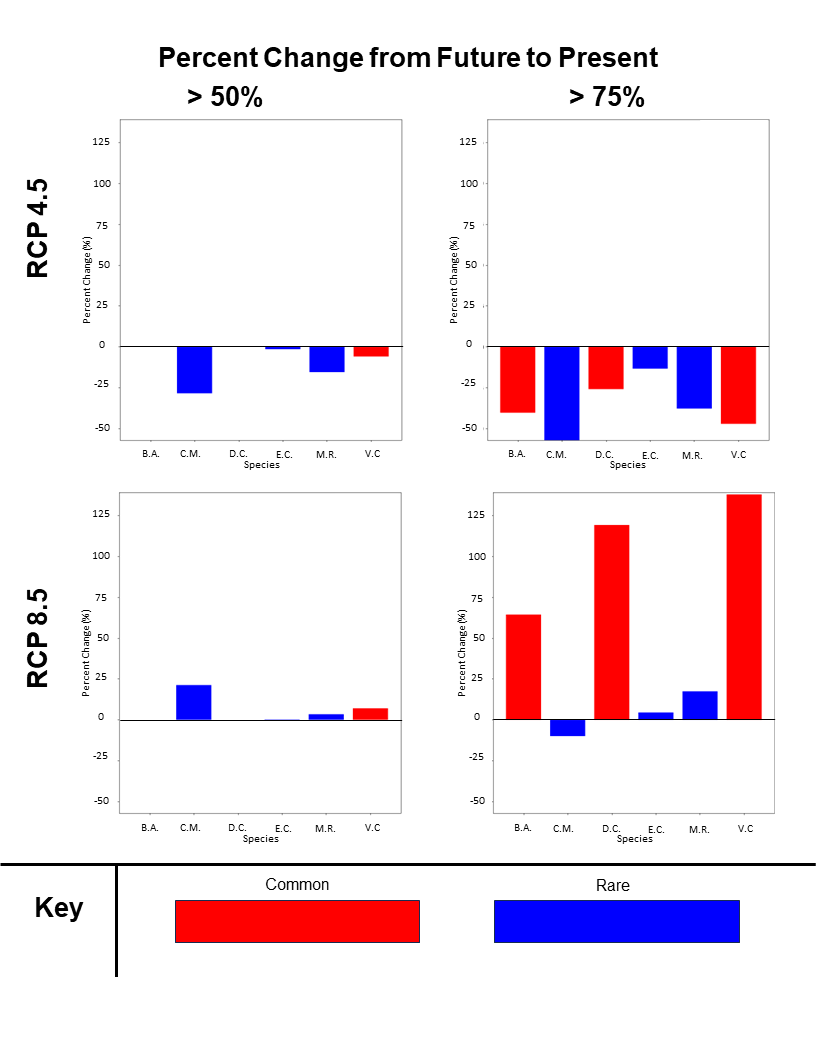 Percent Change from Future to Present
> 50%
> 75%
RCP 4.5
Percent Change (%)
125
100
75
50
25
0
-25
-50
B.A. C.M. D.C. E.C. M.R. V.C
Species
Percent Change (%)
125
100
75
50
25
0
-25
-50
B.A. C.M. D.C. E.C. M.R. V.C
Species
RCP 8.5
Percent Change (%)
125
100
75
50
25
0
-25
-50
B.A. C.M. D.C. E.C. M.R. V.C
Species
Percent Change (%)
125
100
75
50
25
0
-25
-50
B.A. C.M. D.C. E.C. M.R. V.C
Species
Key
Common
Rare